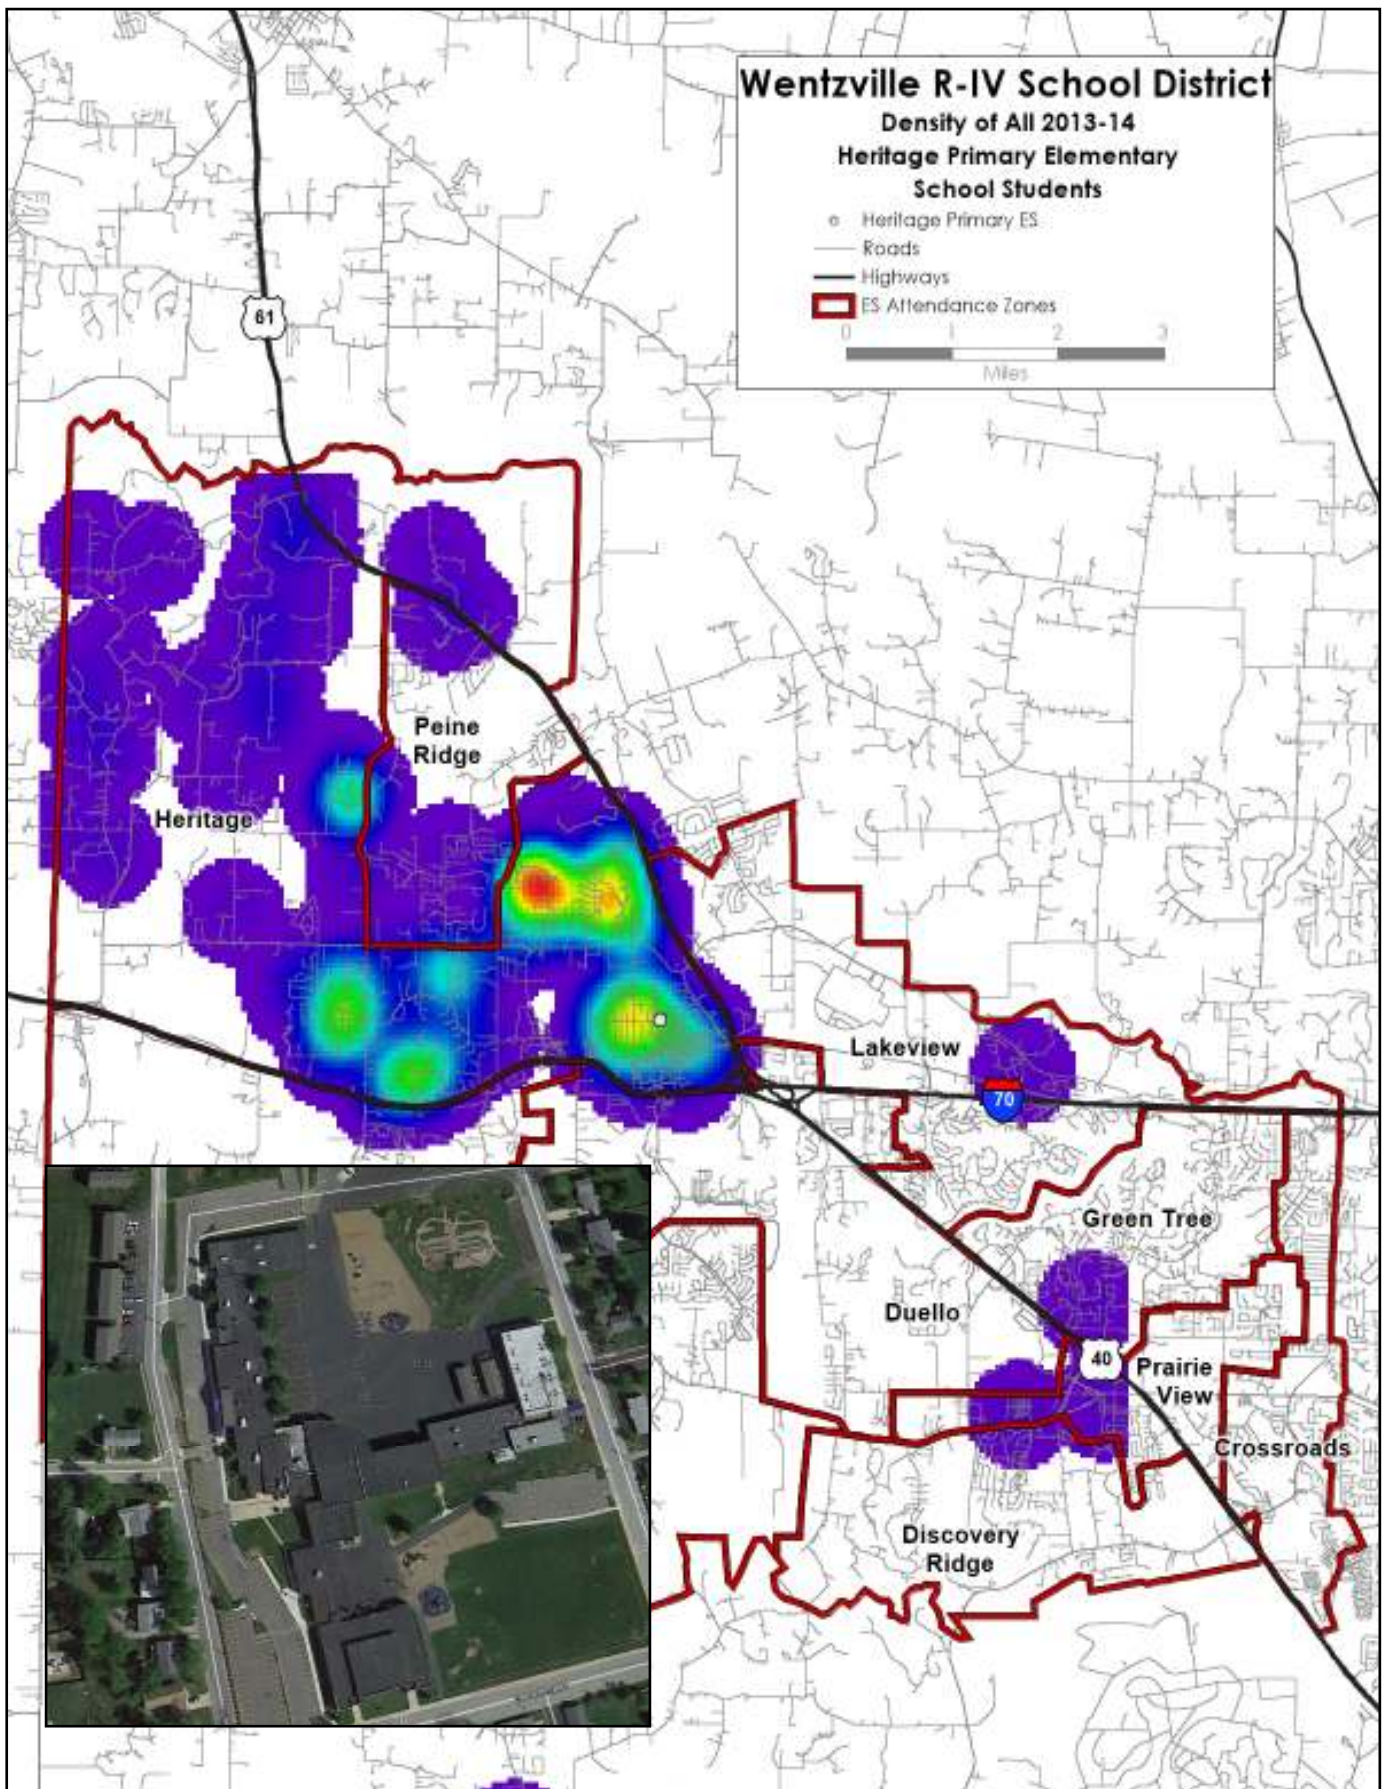 Wentzville R-IV School District
Density of All 2013-14
Heritage Primary Elementary
School Students
Heritage Primary ES
Roads
Highways
ES Attendance Zones
0 1 2 3
Miles
61
Peine
Ridge
Heritage
Lakeview
70
Green Tree
Duello
40
Prairie
View
Crossroads
Discovery
Ridge